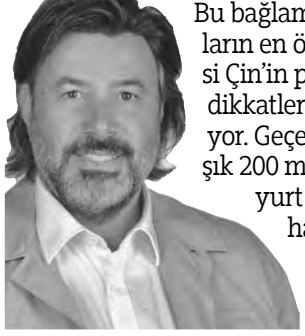 Bu bağlam
ların en ö
si Çin’in p
dikkatler
yor. Geçe
şık 200 m
yurt
ha